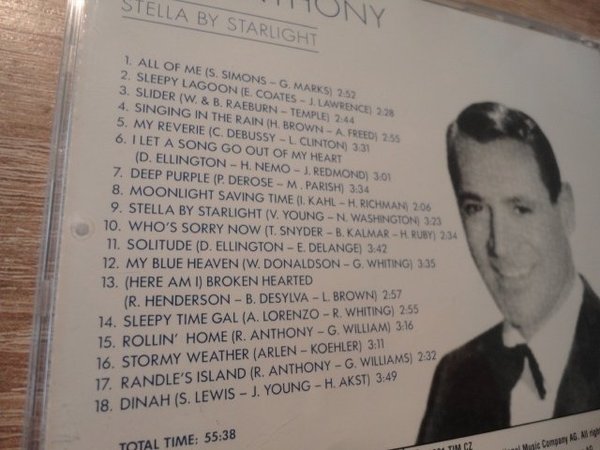 ANTHONY
STELLA BY STARLIGHT
1. ALL OF ME (S. SIMONS – G. MARKS) 2:52
2. SLEEPY LAGOON (E. COATES – J. LAWRENCE) 2:28
3. SLIDER (W. & B. RAEBURN – TEMPLE) 2:44
4. SINGING IN THE RAIN (H. BROWN – A. FREED) 2:55
5. MY REVERIE (C. DEBUSSY – L. CLINTON) 3:31
6. I LET A SONG GO OUT OF MY HEART
(D. ELLINGTON – H. NEMO – J. REDMOND) 3:01
7. DEEP PURPLE (P. DEROSE – M . PARISH) 3:34
8. MOONLIGHT SAVING TIME (I. KAHL – H. RICHMAN) 2:06
9. STELLA BY STARLIGHT (V. YOUNG – N. WASHINGTON) 3:23
10. WHO'S SORRY NOW (T. SNYDER – B. KALMAR – H. RUBY) 2:34
11. SOLITUDE (D. ELLINGTON – E. DELANGE) 3:42
12. MY BLUE HEAVEN (W. DONALDSON – G. WHITING) 3:35
13. (HERE AM I) BROKEN HEARTED
(R. HENDERSON – B. DESYLVA – L. BROWN) 2:57
14. SLEEPY TIME GAL (A. LORENZO – R. WHITING) 2:55
15. ROLLIN' HOME (R. ANTHONY – G. WILLIAM) 3:16
16. STORMY WEATHER (ARLEN – KOEHLER) 3:11
17. RANDLE'S ISLAND (R. ANTHONY – G. WILLIAMS) 2:32
18. DINAH (S. LEWIS – J. YOUNG – H. AKST) 3:49
TOTAL TIME: 55:38
TIM CZ
Music Company AG. All